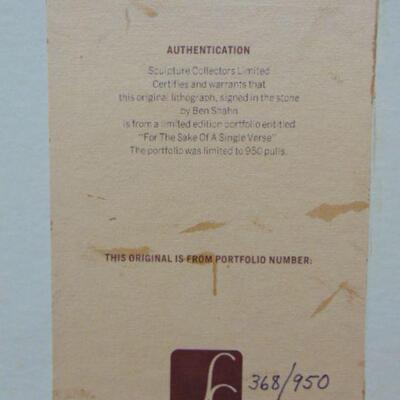 AUTHENTICATION
Sculpture Collectors Limited
Certifies and warrants that
this original lithograph, signed in the stone
by Ben Shahn
is from a limited edition portfolio entitled
"For The Sake Of A Single Verse"
The portfolio was limited to 950 pulls.
THIS ORIGINAL IS FROM PORTFOLIO NUMBER:
368/950